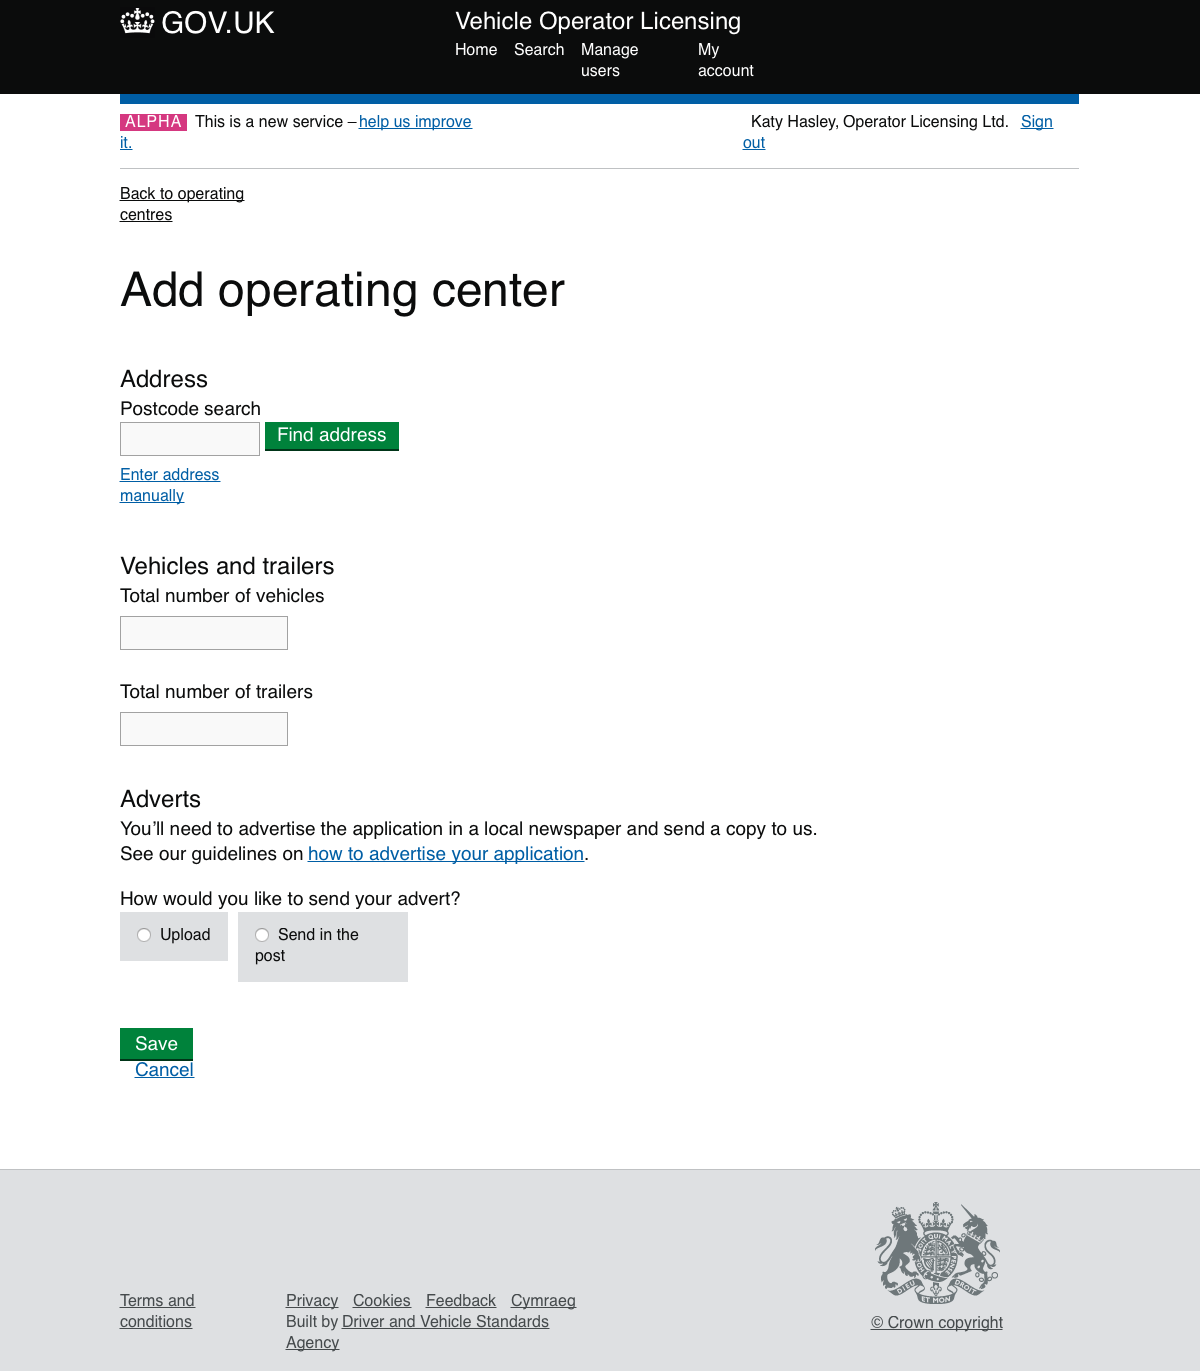 GOV.UK
Vehicle Operator Licensing
Home Search Manage users My account
ALPHA This is a new service – help us improve it.
Katy Hasley, Operator Licensing Ltd. Sign out
Back to operating
centres
Add operating center
Address
Postcode search
Find address
Enter address
manually
Vehicles and trailers
Total number of vehicles
Total number of trailers
Adverts
You’ll need to advertise the application in a local newspaper and send a copy to us.
See our guidelines on how to advertise your application.
How would you like to send your advert?
Upload
Send in the
post
Save
Cancel
Terms and
conditions
Privacy Cookies Feedback Cymraeg
Built by Driver and Vehicle Standards
Agency
© Crown copyright